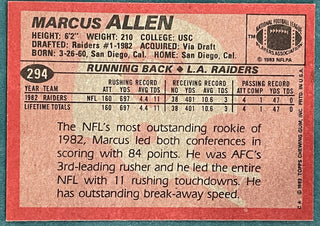 MARCUS ALLEN
HEIGHT: 6'2" WEIGHT: 210 COLLEGE: USC
DRAFTED: Raiders #1-1982 ACQUIRED: Via Draft
BORN: 3-26-60, San Diego, Cal. HOME: San Diego, Cal.
NATIONAL FOOTBALL LEAGUE
PLAYERS ASSOCIATION
© 1983 NFLPA
294
RUNNING BACK • L.A. RAIDERS
RUSHING RECORD RECEIVING RECORD PASSING RECORD
YEAR TEAM ATT YDS AVG TD NO. YDS AVG TD ATT COMP YDS TD
1982 RAIDERS NFL 160 697 4.4 11 38 401 10.6 3 4 1 47 0
LIFETIME TOTALS 160 697 4.4 11 38 401 10.6 3 4 1 47 0
The NFL's most outstanding rookie of
1982, Marcus led both conferences in
scoring with 84 points. He was AFC's
3rd-leading rusher and he led the entire
NFL with 11 rushing touchdowns. He
has outstanding break-away speed.
© 1983 TOPPS CHEWING GUM, INC. PRTD. IN U.S.A.